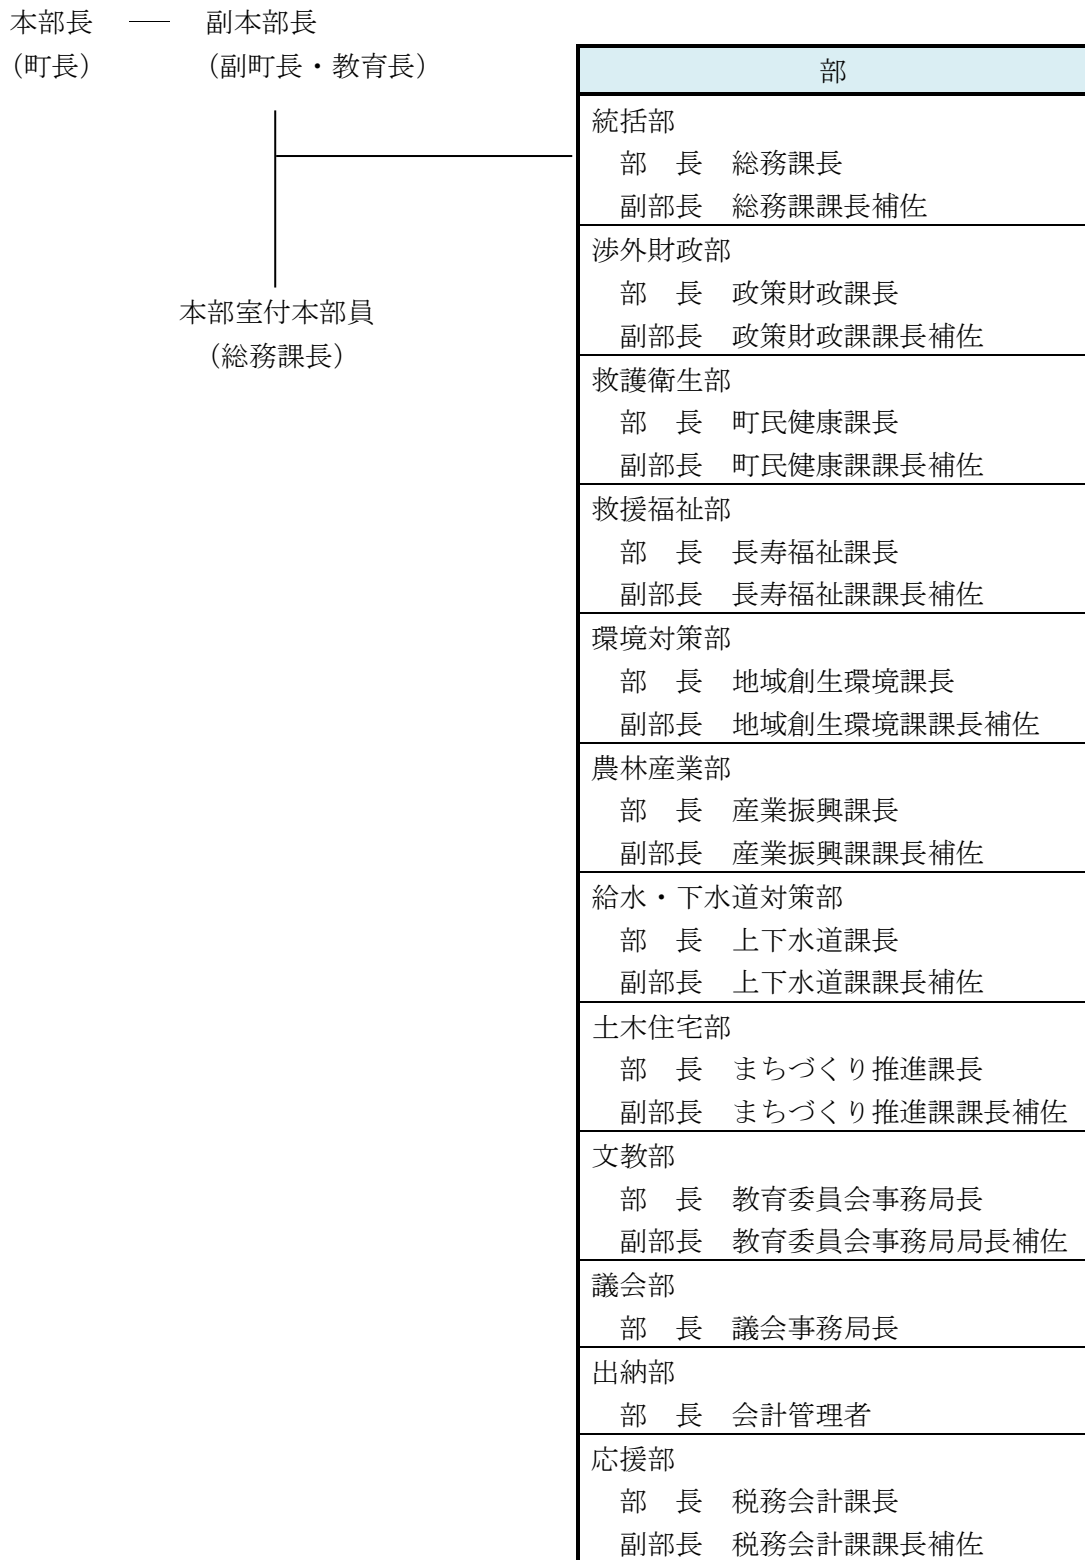 本部長 ── 副本部長
（町長） （副町長・教育長）
本部室付本部員
（総務課長）
部
統括部
部　長　総務課長
副部長　総務課課長補佐
渉外財政部
部　長　政策財政課長
副部長　政策財政課課長補佐
救護衛生部
部　長　町民健康課長
副部長　町民健康課課長補佐
救援福祉部
部　長　長寿福祉課長
副部長　長寿福祉課課長補佐
環境対策部
部　長　地域創生環境課長
副部長　地域創生環境課課長補佐
農林産業部
部　長　産業振興課長
副部長　産業振興課課長補佐
給水・下水道対策部
部　長　上下水道課長
副部長　上下水道課課長補佐
土木住宅部
部　長　まちづくり推進課長
副部長　まちづくり推進課課長補佐
文教部
部　長　教育委員会事務局長
副部長　教育委員会事務局局長補佐
議会部
部　長　議会事務局長
出納部
部　長　会計管理者
応援部
部　長　税務会計課長
副部長　税務会計課課長補佐